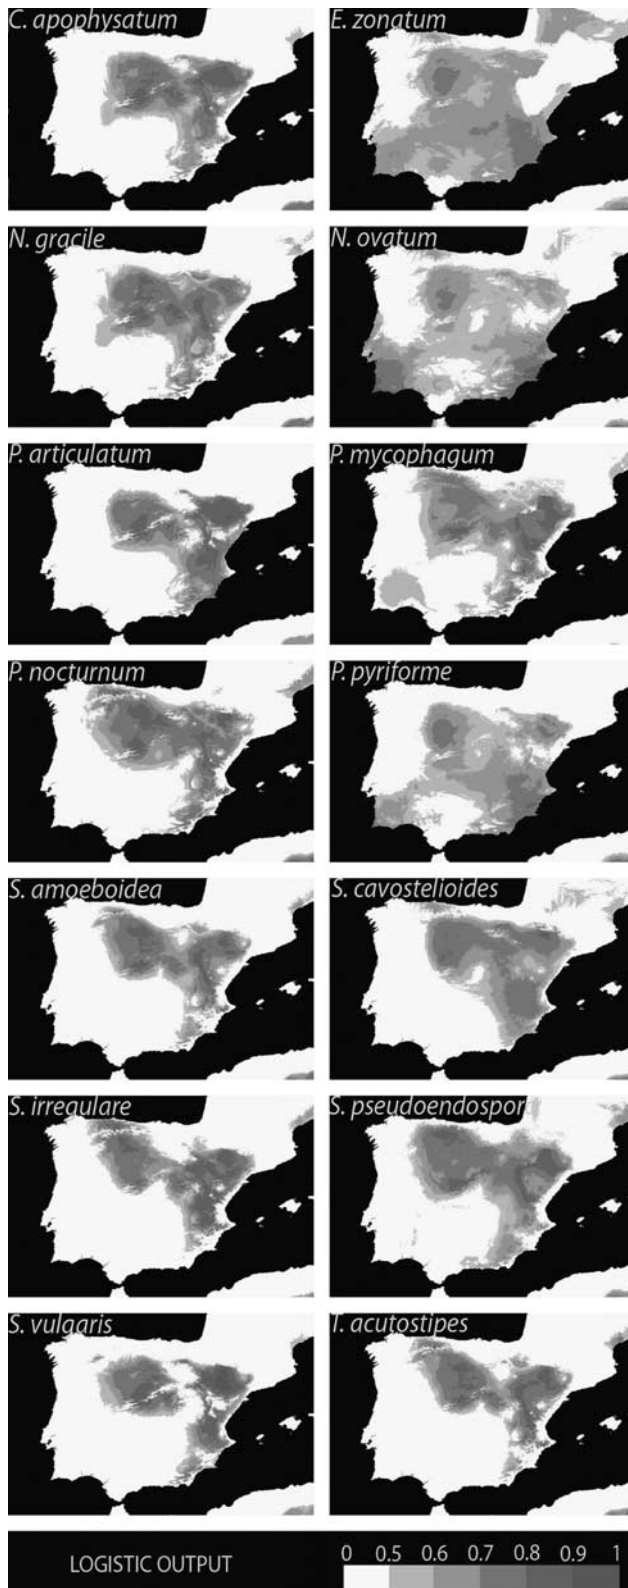 C. apophysatum
E. zonatum
N. gracile
N. ovatum
P. articulatum
P. mycophagum
P. nocturnum
P. pyriforme
S. amoeboidea
S. cavostelioides
S. irregulare
S. pseudoendospor
S. vulgaris
T. acutostipes
LOGISTIC OUTPUT
0 0.5 0.6 0.7 0.8 0.9 1